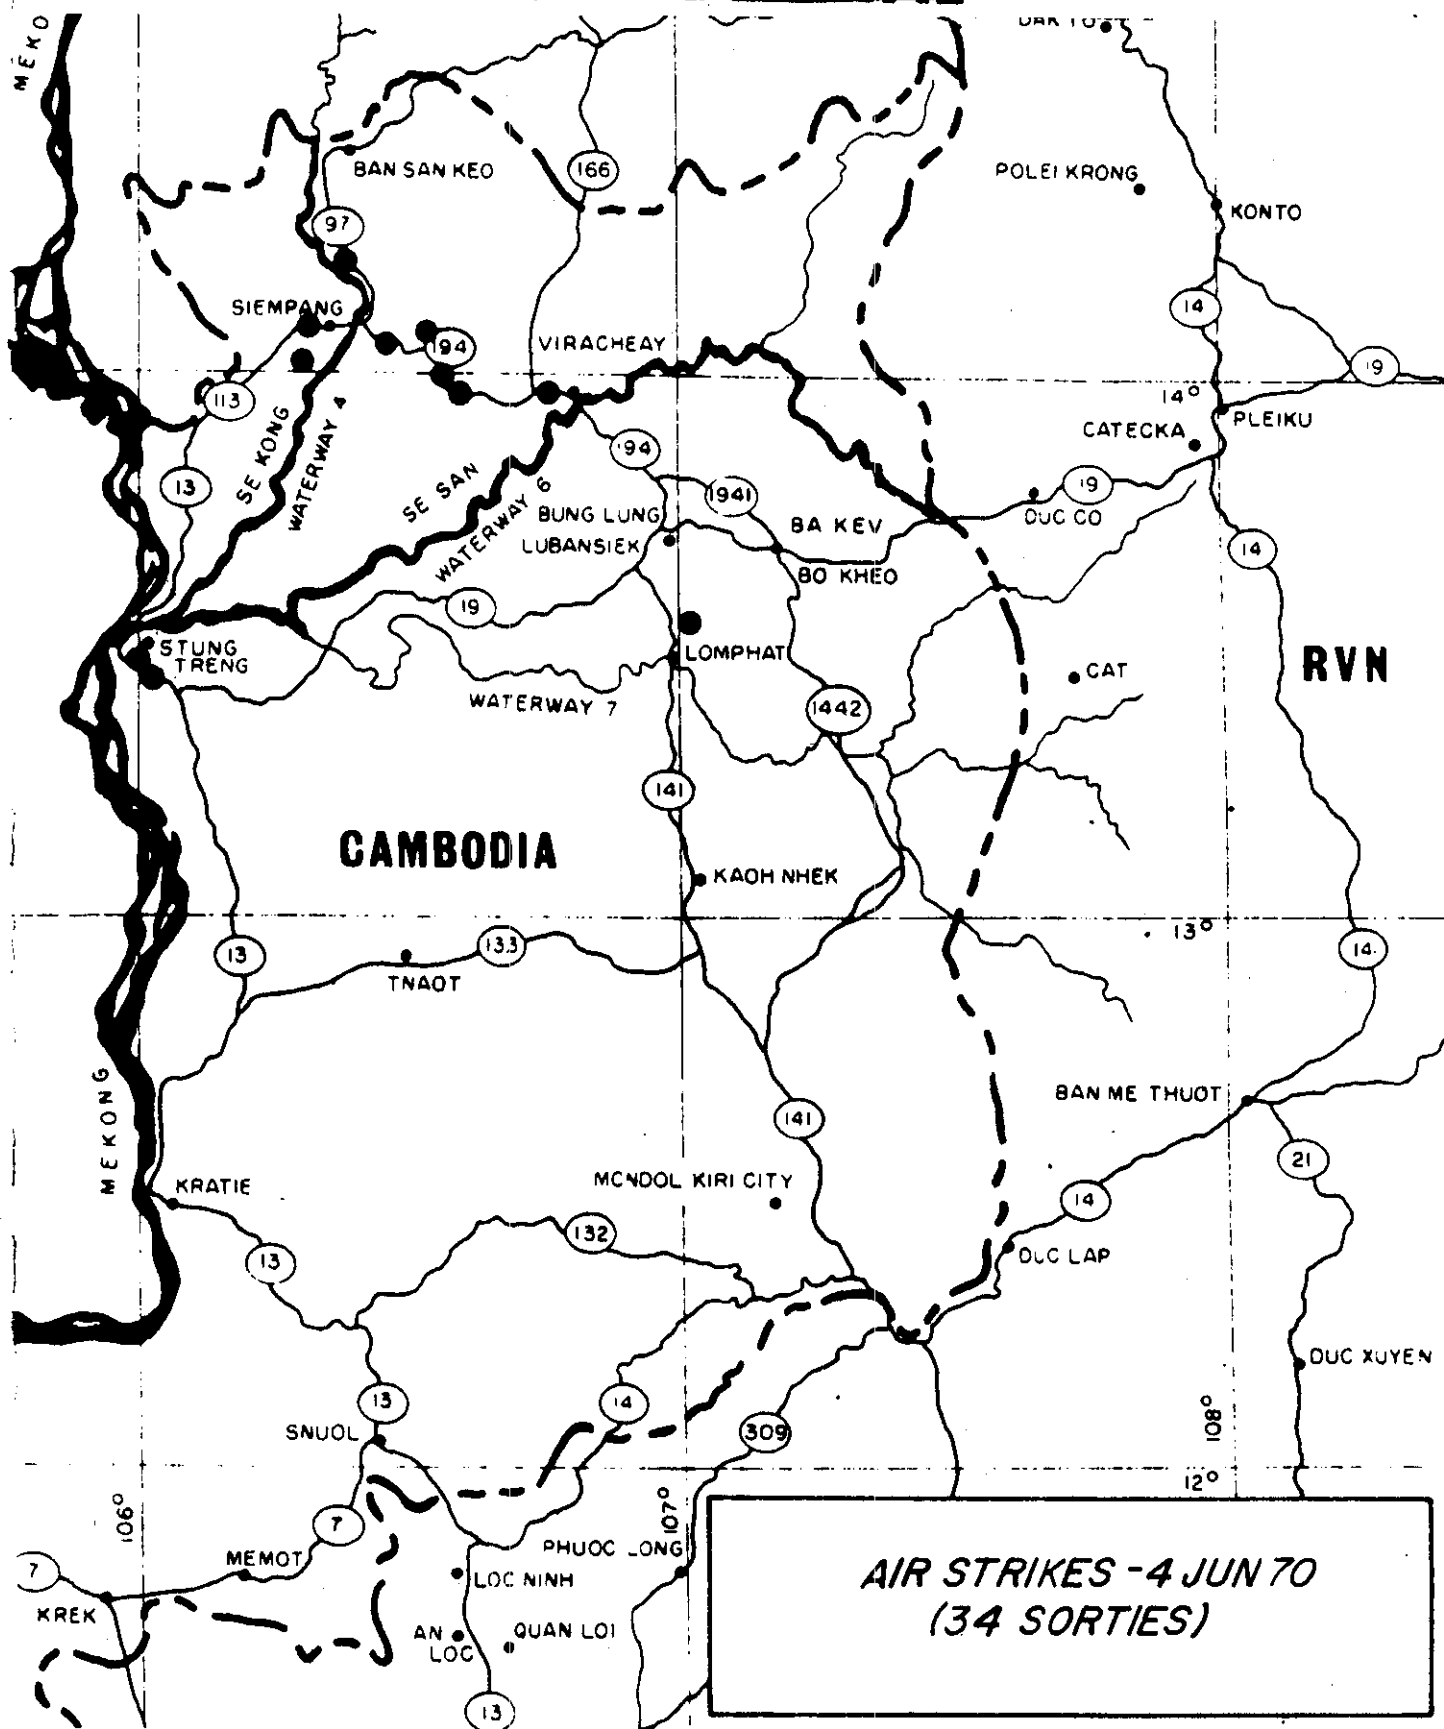 MEKO
DAK TO
BAN SAN KEO
166
POLEI KRONG
KONTO
97
SIEMPANG
14
194
VIRACHEAY
19
113
14°
PLEIKU
CATECKA
SE KONG
WATERWAY 4
13
194
SE SAN
WATERWAY 6
1941
19
DUC CO
BUNG LUNG
BA KEV
LUBANSIEK
14
BO KHEO
19
STUNG
TRENG
LOMPHAT
RVN
CAT
WATERWAY 7
1442
141
CAMBODIA
KAOH NHEK
13
133
13°
14
TNAOT
MEKONG
BAN ME THUOT
141
21
KRATIE
MONDOL KIRI CITY
14
132
13
DUC LAP
DUC XUYEN
13
14
SNUOL
309
108°
12°
106°
107°
7
PHUOC LONG
7
MEMOT
LOC NINH
KREK
AN
LOC
QUAN LOI
13
AIR STRIKES - 4 JUN 70
(34 SORTIES)